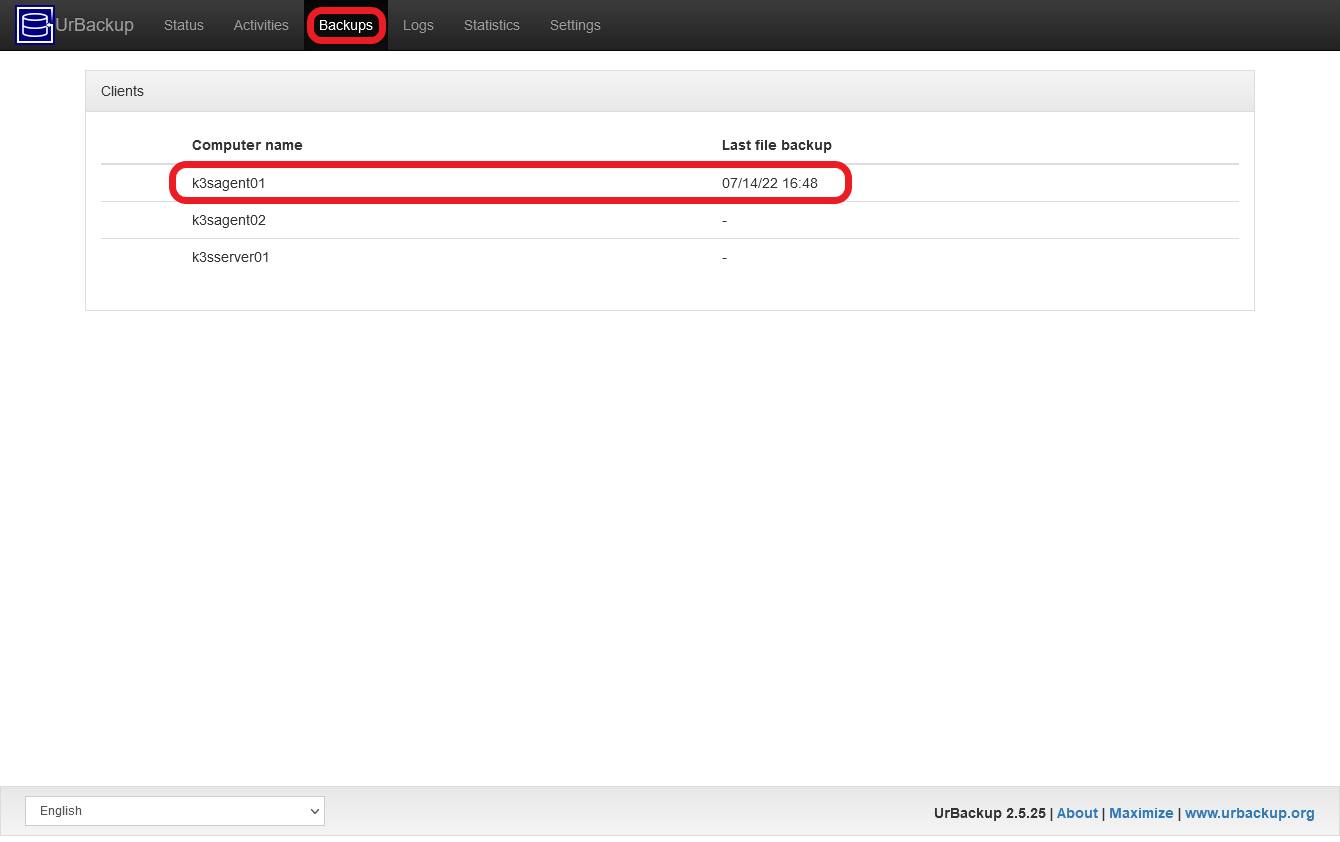 UrBackup Status Activities Backups Logs Statistics Settings
Clients
Computer name Last file backup
k3sagent01 07/14/22 16:48
k3sagent02 -
k3sserver01 -
English UrBackup 2.5.25 | About | Maximize | www.urbackup.org